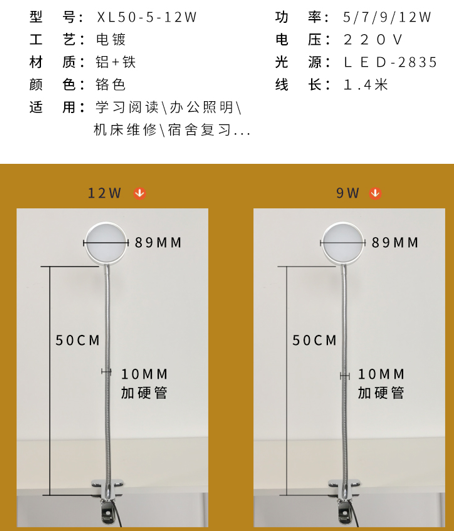 型 号：XL50-5-12W
功 率：5/7/9/12W
工 艺：电镀
电 压：２２０Ｖ
材 质：铝+铁
光 源：ＬＥＤ-2835
颜 色：铬色
线 长：１.4米
适 用：学习阅读\办公照明\
机床维修\宿舍复习...
12W
9W
89MM
89MM
50CM
50CM
10MM
加硬管
10MM
加硬管